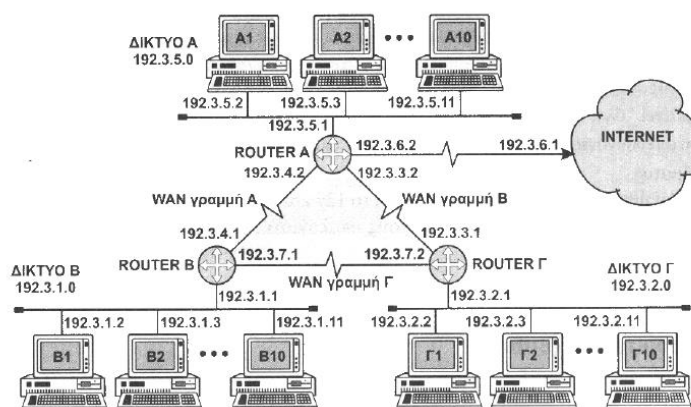 ΔΙΚΤΥΟ Α
192.3.5.0
A1
A2
A10
192.3.5.2
192.3.5.3
192.3.5.11
192.3.5.1
ROUTER A
192.3.6.2
192.3.6.1
INTERNET
192.3.4.2
192.3.3.2
WAN γραμμή Α
WAN γραμμή Β
192.3.4.1
192.3.3.1
192.3.7.1
192.3.7.2
ROUTER B
ROUTER Γ
WAN γραμμή Γ
ΔΙΚΤΥΟ Β
192.3.1.0
ΔΙΚΤΥΟ Γ
192.3.2.0
192.3.1.1
192.3.2.1
192.3.1.2
192.3.1.3
192.3.1.11
192.3.2.2
192.3.2.3
192.3.2.11
B1
B2
B10
Γ1
Γ2
Γ10